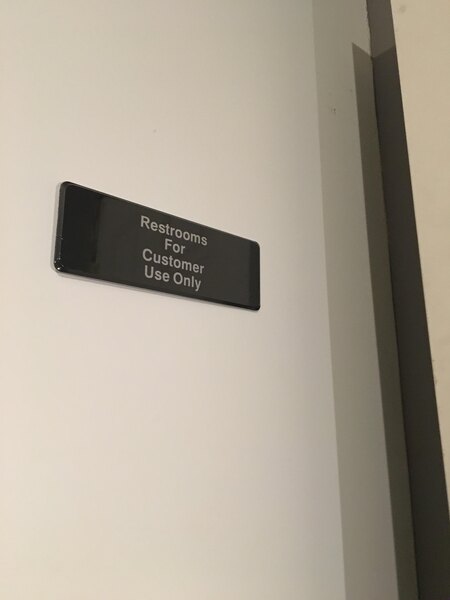 Restrooms
For
Customer
Use Only